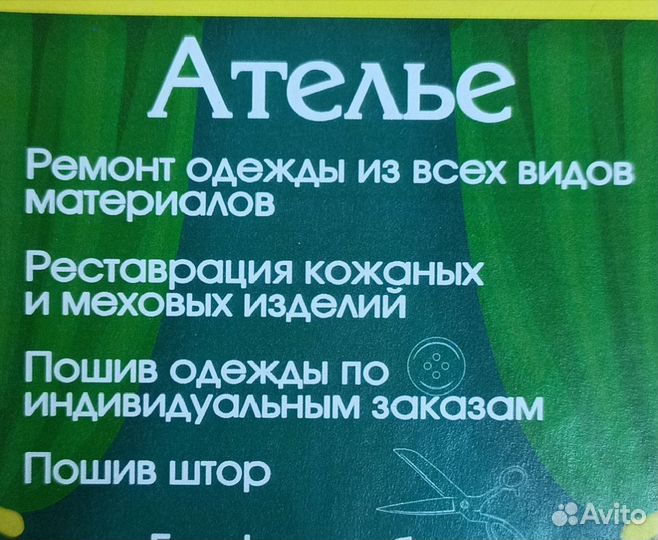 Ателье
Ремонт одежды из всех видов
материалов
Реставрация кожаных
и меховых изделий
Пошив одежды по
индивидуальным заказам
Пошив штор
Avito